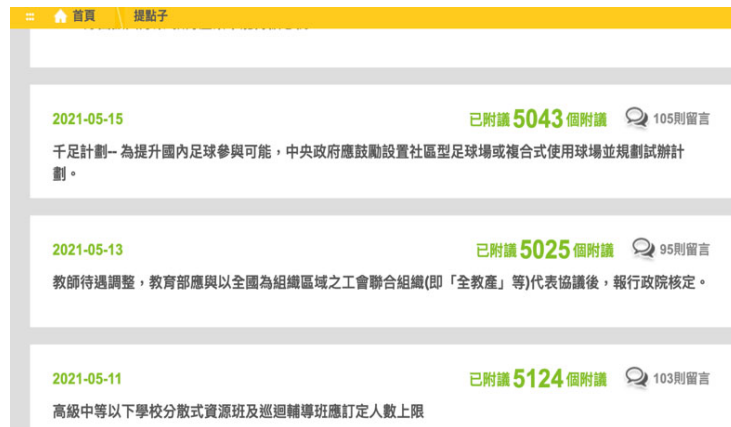 首頁 提點子
2021-05-15 已附議 5043 個附議 105則留言
千足計劃-- 為提升國內足球參與可能，中央政府應鼓勵設置社區型足球場或複合式使用球場並規劃試辦計
劃。
2021-05-13 已附議 5025 個附議 95則留言
教師待遇調整，教育部應與以全國為組織區域之工會聯合組織(即「全教產」等)代表協議後，報行政院核定。
2021-05-11 已附議 5124 個附議 103則留言
高級中等以下學校分散式資源班及巡迴輔導班應訂定人數上限